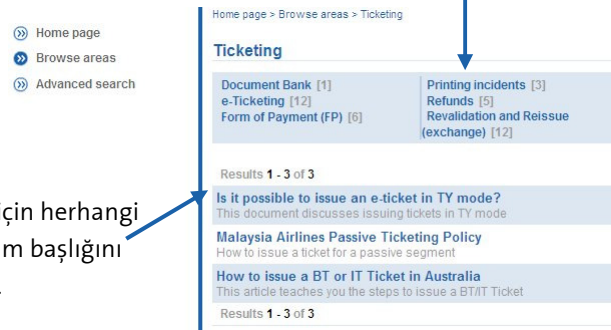 Home page
Browse areas
Advanced search
için herhangi
m başlığını
Home page > Browse areas > Ticketing
Ticketing
Document Bank [1]
e-Ticketing [12]
Form of Payment (FP) [6]
Printing incidents [3]
Refunds [5]
Revalidation and Reissue
(exchange) [12]
Results 1 - 3 of 3
Is it possible to issue an e-ticket in TY mode?
This document discusses issuing tickets in TY mode
Malaysia Airlines Passive Ticketing Policy
How to issue a ticket for a passive segment
How to issue a BT or IT Ticket in Australia
This article teaches you the steps to issue a BT/IT Ticket
Results 1 - 3 of 3